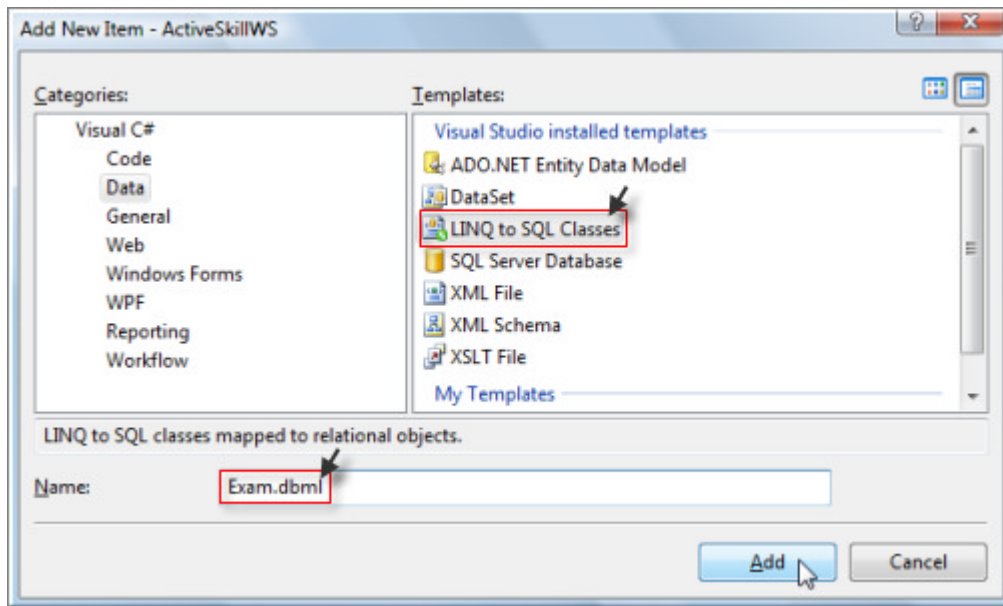 Add New Item - ActiveSkillWS
Categories:
Templates:
Visual C#
Code
Data
General
Web
Windows Forms
WPF
Reporting
Workflow
Visual Studio installed templates
ADO.NET Entity Data Model
DataSet
LINQ to SQL Classes
SQL Server Database
XML File
XML Schema
XSLT File
My Templates
LINQ to SQL classes mapped to relational objects.
Name:
Exam.dbml
Add
Cancel